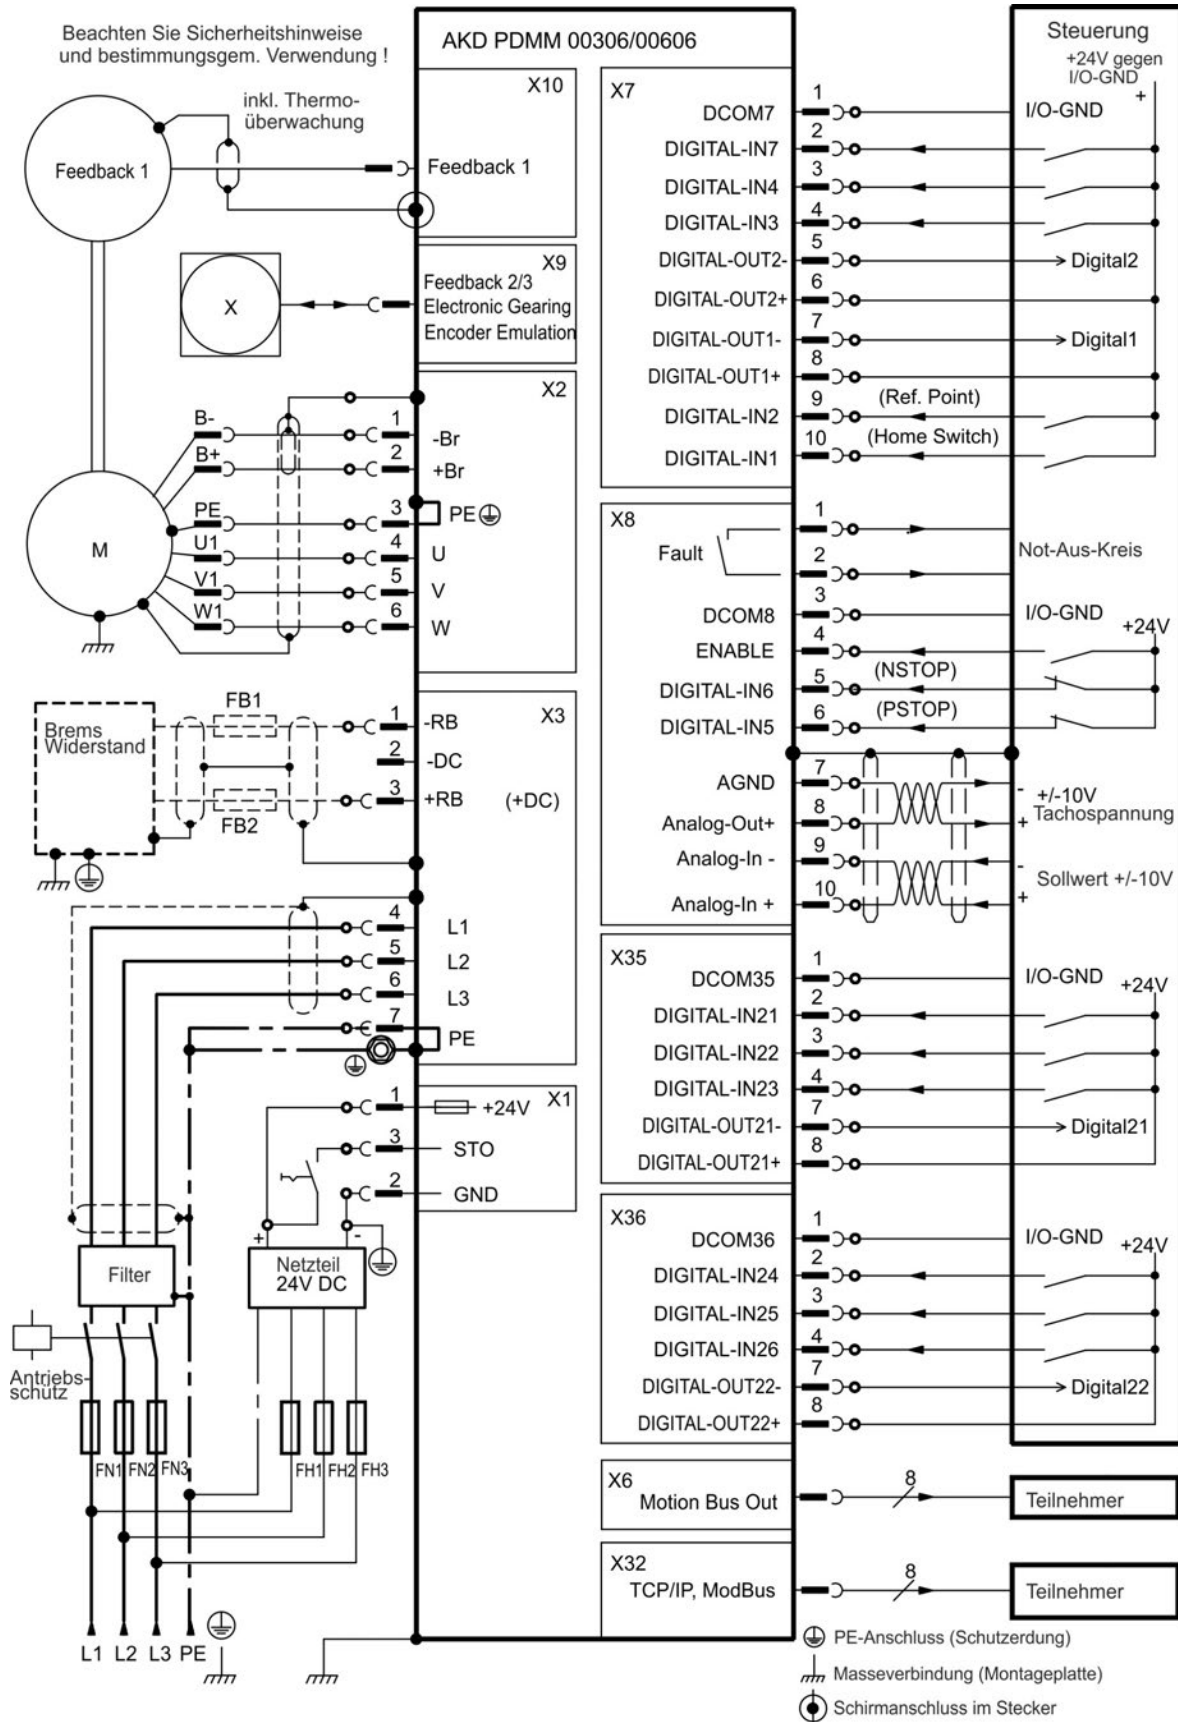 Beachten Sie Sicherheitshinweise
und bestimmungsgem. Verwendung !
AKD PDMM 00306/00606
Steuerung
+24V gegen
I/O-GND
+
inkl. Thermo-
überwachung
Feedback 1
X10
Feedback 1
X
X9
Feedback 2/3
Electronic Gearing
Encoder Emulation
X2
B- 1 -Br
B+ 2 +Br
PE 3 PE
M
U1 4 U
V1 5 V
W1 6 W
Brems
Widerstand
FB1
FB2
X3
1 -RB
2 -DC
3 +RB (+DC)
4 L1
5 L2
6 L3
7 PE
X1
1 +24V
3 STO
2 GND
+ -
Netzteil
24V DC
Filter
Antriebs-
schütz
FN1 FN2 FN3 FH1 FH2 FH3
L1 L2 L3 PE
X7
DCOM7 1 I/O-GND
DIGITAL-IN7 2
DIGITAL-IN4 3
DIGITAL-IN3 4
DIGITAL-OUT2- 5 Digital2
DIGITAL-OUT2+ 6
DIGITAL-OUT1- 7 Digital1
DIGITAL-OUT1+ 8
DIGITAL-IN2 9 (Ref. Point)
DIGITAL-IN1 10 (Home Switch)
X8
Fault 1
2
Not-Aus-Kreis
DCOM8 3 I/O-GND
+24V
ENABLE 4
DIGITAL-IN6 5 (NSTOP)
DIGITAL-IN5 6 (PSTOP)
AGND 7 -
+/-10V
Tachospannung
Analog-Out+ 8 +
Analog-In - 9 -
Sollwert +/-10V
Analog-In + 10 +
X35
DCOM35 1 I/O-GND
+24V
DIGITAL-IN21 2
DIGITAL-IN22 3
DIGITAL-IN23 4
DIGITAL-OUT21- 7 Digital21
DIGITAL-OUT21+ 8
X36
DCOM36 1 I/O-GND
+24V
DIGITAL-IN24 2
DIGITAL-IN25 3
DIGITAL-IN26 4
DIGITAL-OUT22- 7 Digital22
DIGITAL-OUT22+ 8
X6
Motion Bus Out 8 Teilnehmer
X32
TCP/IP, ModBus 8 Teilnehmer
PE-Anschluss (Schutzerdung)
Masseverbindung (Montageplatte)
Schirmanschluss im Stecker